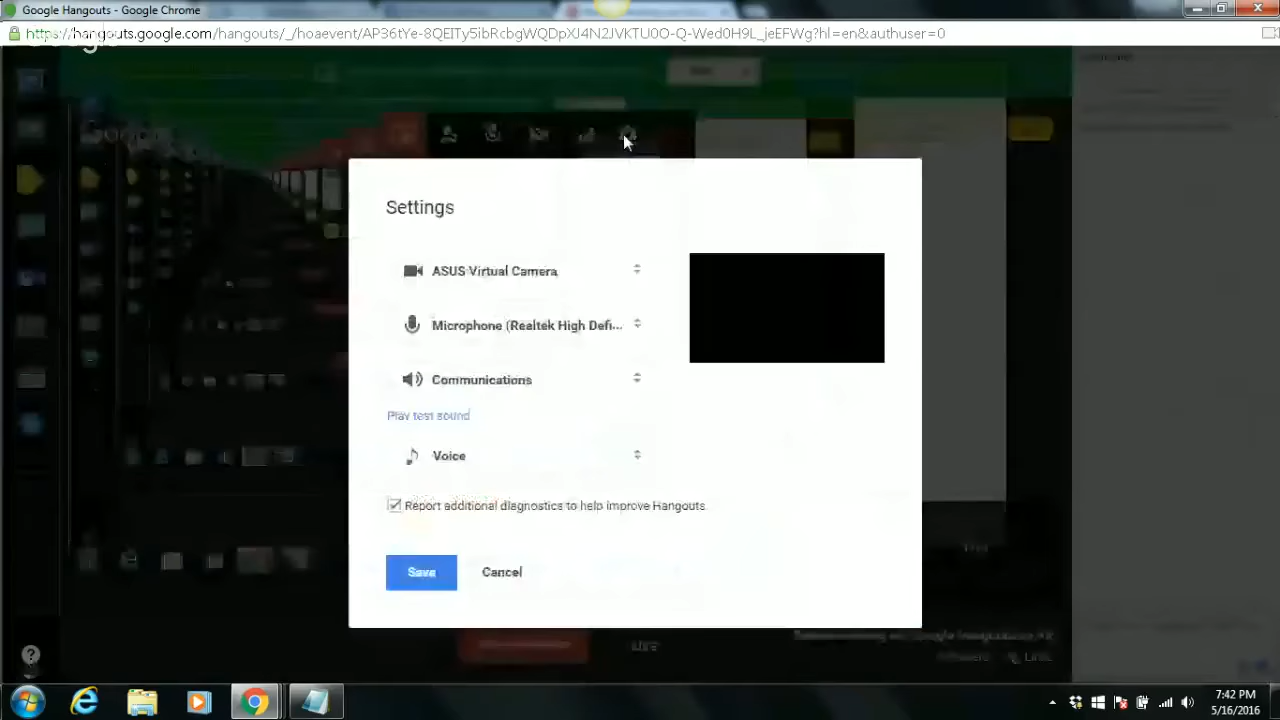 Google Hangouts - Google Chrome
https://hangouts.google.com/hangouts/_/hoaevent/AP36tYe-8QEITy5ibRcbgWQDpXJ4N2JVKTU0O-Q-Wed0H9L_jeEFWg?hl=en&authuser=0
Google
Settings
ASUS Virtual Camera
Microphone (Realtek High Defi...
Communications
Play test sound
Voice
Report additional diagnostics to help improve Hangouts
Save
Cancel
7:42 PM
5/16/2016